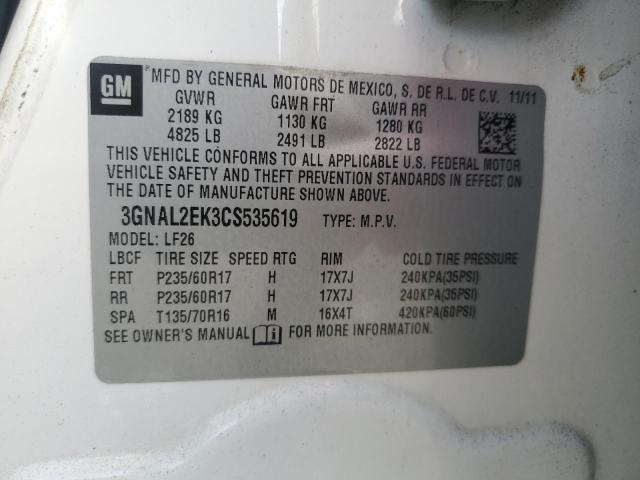 GM
MFD BY GENERAL MOTORS DE MEXICO, S. DE R.L. DE C.V. 11/11
GVWR GAWR FRT GAWR RR
2189 KG 1130 KG 1280 KG
4825 LB 2491 LB 2822 LB
THIS VEHICLE CONFORMS TO ALL APPLICABLE U.S. FEDERAL MOTOR
VEHICLE SAFETY AND THEFT PREVENTION STANDARDS IN EFFECT ON
THE DATE OF MANUFACTURE SHOWN ABOVE.
3GNAL2EK3CS535619 TYPE: M.P.V.
MODEL: LF26
LBCF TIRE SIZE SPEED RTG RIM COLD TIRE PRESSURE
FRT P235/60R17 H 17X7J 240KPA(35PSI)
RR P235/60R17 H 17X7J 240KPA(35PSI)
SPA T135/70R16 M 16X4T 420KPA(60PSI)
SEE OWNER'S MANUAL FOR MORE INFORMATION.